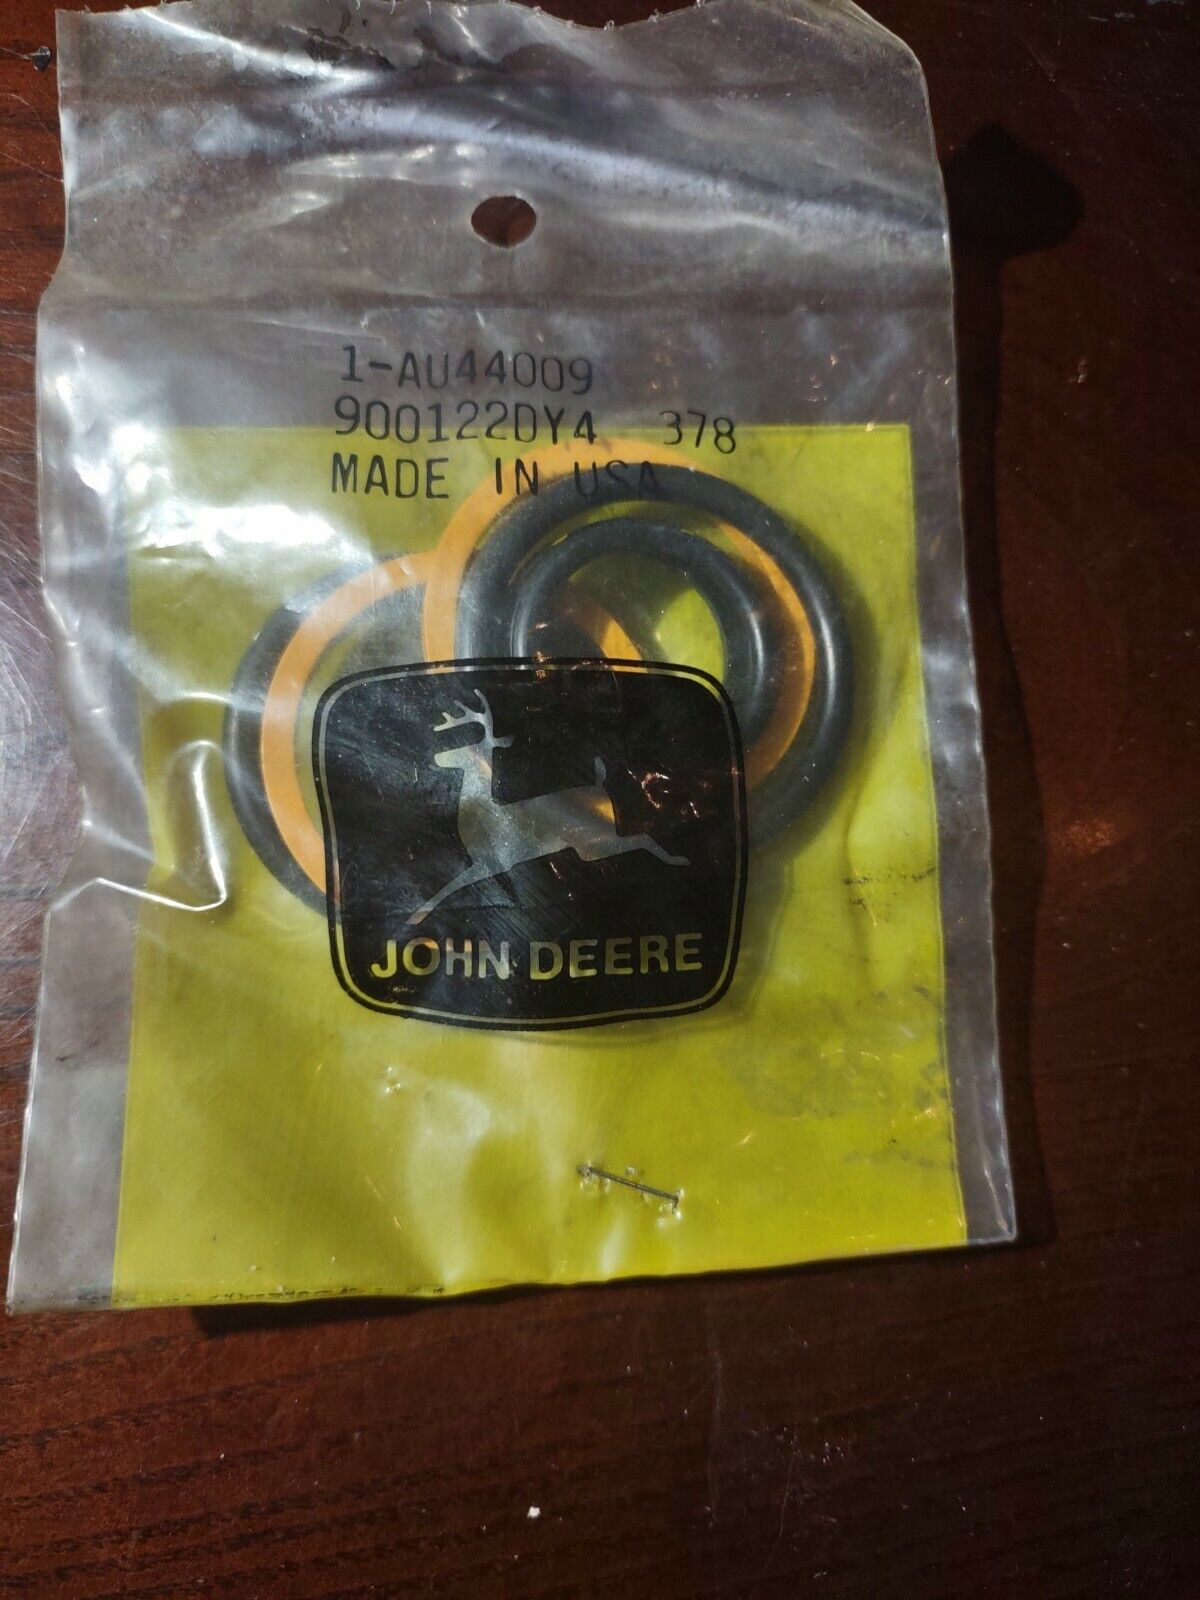 1-AU44009
900122DY4 378
MADE IN USA
JOHN DEERE